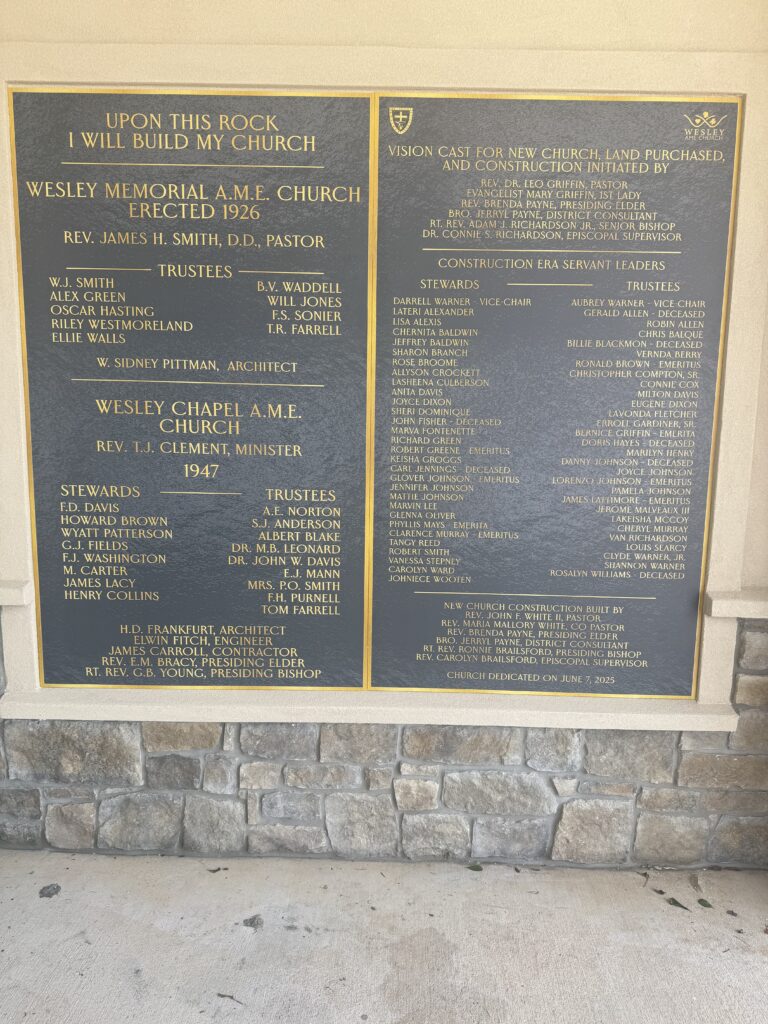 UPON THIS ROCK
I WILL BUILD MY CHURCH
WESLEY MEMORIAL A.M.E. CHURCH
ERECTED 1926
REV. JAMES H. SMITH, D.D., PASTOR
TRUSTEES
W.J. SMITH
ALEX GREEN
OSCAR HASTING
RILEY WESTMORELAND
ELLIE WALLS
B.V. WADDELL
WILL JONES
F.S. SONIER
T.R. FARRELL
W. SIDNEY PITTMAN, ARCHITECT
WESLEY CHAPEL A.M.E.
CHURCH
REV. T.J. CLEMENT, MINISTER
1947
STEWARDS
F.D. DAVIS
HOWARD BROWN
WYATT PATTERSON
G.J. FIELDS
F.J. WASHINGTON
M. CARTER
JAMES LACY
HENRY COLLINS
TRUSTEES
A.E. NORTON
S.J. ANDERSON
ALBERT BLAKE
DR. M.B. LEONARD
DR. JOHN W. DAVIS
E.J. MANN
MRS. P.O. SMITH
F.H. PURNELL
TOM FARRELL
H.D. FRANKFURT, ARCHITECT
ELWIN FITCH, ENGINEER
JAMES CARROLL, CONTRACTOR
REV. E.M. BRACY, PRESIDING ELDER
RT. REV. G.B. YOUNG, PRESIDING BISHOP
WESLEY
AME CHURCH
VISION CAST FOR NEW CHURCH, LAND PURCHASED,
AND CONSTRUCTION INITIATED BY
REV. DR. LEO GRIFFIN, PASTOR
EVANGELIST MARY GRIFFIN, 1ST LADY
REV. BRENDA PAYNE, PRESIDING ELDER
BRO. JERRYL PAYNE, DISTRICT CONSULTANT
RT. REV. ADAM J. RICHARDSON JR., SENIOR BISHOP
DR. CONNIE S. RICHARDSON, EPISCOPAL SUPERVISOR
CONSTRUCTION ERA SERVANT LEADERS
STEWARDS
DARRELL WARNER - VICE-CHAIR
LATERI ALEXANDER
LISA ALEXIS
CHERNITA BALDWIN
JEFFREY BALDWIN
SHARON BRANCH
ROSE BROOME
ALLYSON CROCKETT
LASHEENA CULBERSON
ANITA DAVIS
JOYCE DIXON
SHERI DOMINIQUE
JOHN FISHER - DECEASED
MARVA FONTENETTE
RICHARD GREEN
ROBERT GREENE - EMERITUS
KEISHA GROGGS
CARL JENNINGS - DECEASED
GLOVER JOHNSON - EMERITUS
JENNIFER JOHNSON
MATTIE JOHNSON
MARVIN LEE
GLENNA OLIVER
PHYLLIS MAYS - EMERITA
CLARENCE MURRAY - EMERITUS
TANGY REED
ROBERT SMITH
VANESSA STEPNEY
CAROLYN WARD
JOHNIECE WOOTEN
TRUSTEES
AUBREY WARNER - VICE-CHAIR
GERALD ALLEN - DECEASED
ROBIN ALLEN
CHRIS BALQUE
BILLIE BLACKMON - DECEASED
VERNDA BERRY
RONALD BROWN - EMERITUS
CHRISTOPHER COMPTON, SR.
CONNIE COX
MILTON DAVIS
EUGENE DIXON
LAVONDA FLETCHER
ERROLL GARDINER, SR.
BERNICE GRIFFIN - EMERITA
DORIS HAYES - DECEASED
MARILYN HENRY
DANNY JOHNSON - DECEASED
JOYCE JOHNSON
LORENZO JOHNSON - EMERITUS
PAMELA JOHNSON
JAMES LATTIMORE - EMERITUS
JEROME MALVEAUX III
TAKEISHA MCCOY
CHERYL MURRAY
VAN RICHARDSON
LOUIS SEARCY
CLYDE WARNER, JR.
SHANNON WARNER
ROSALYN WILLIAMS - DECEASED
NEW CHURCH CONSTRUCTION BUILT BY
REV. JOHN F. WHITE II, PASTOR
REV. MARIA MALLORY WHITE, CO PASTOR
REV. BRENDA PAYNE, PRESIDING ELDER
BRO. JERRYL PAYNE, DISTRICT CONSULTANT
RT. REV. RONNIE BRAILSFORD, PRESIDING BISHOP
REV. CAROLYN BRAILSFORD, EPISCOPAL SUPERVISOR
CHURCH DEDICATED ON JUNE 7, 2025